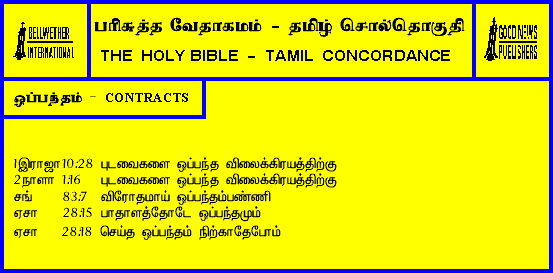 BELLWETHER
INTERNATIONAL
பரிசுத்த வேதாகமம் - தமிழ் சொல்தொகுதி
THE HOLY BIBLE - TAMIL CONCORDANCE
GOOD NEWS
PUBLISHERS
ஒப்பந்தம் - CONTRACTS
1இராஜா 10:28 புடவைகளை ஒப்பந்த விலைக்கிரயத்திற்கு
2நாளா 1:16 புடவைகளை ஒப்பந்த விலைக்கிரயத்திற்கு
சங் 83:7 விரோதமாய் ஒப்பந்தம்பண்ணி
ஏசா 28:15 பாதாளத்தோடே ஒப்பந்தமும்
ஏசா 28:18 செய்த ஒப்பந்தம் நிற்காதேபோம்